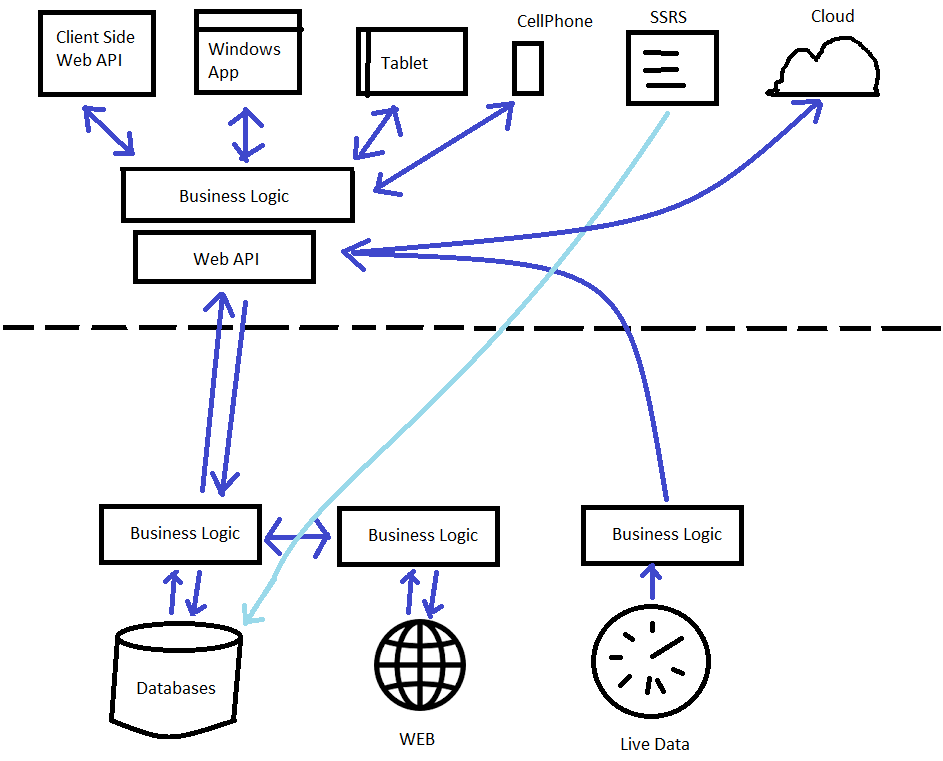 CellPhone
SSRS
Cloud
Client Side
Web API
Windows
App
Tablet
Business Logic
Web API
Business Logic
Business Logic
Business Logic
Databases
WEB
Live Data